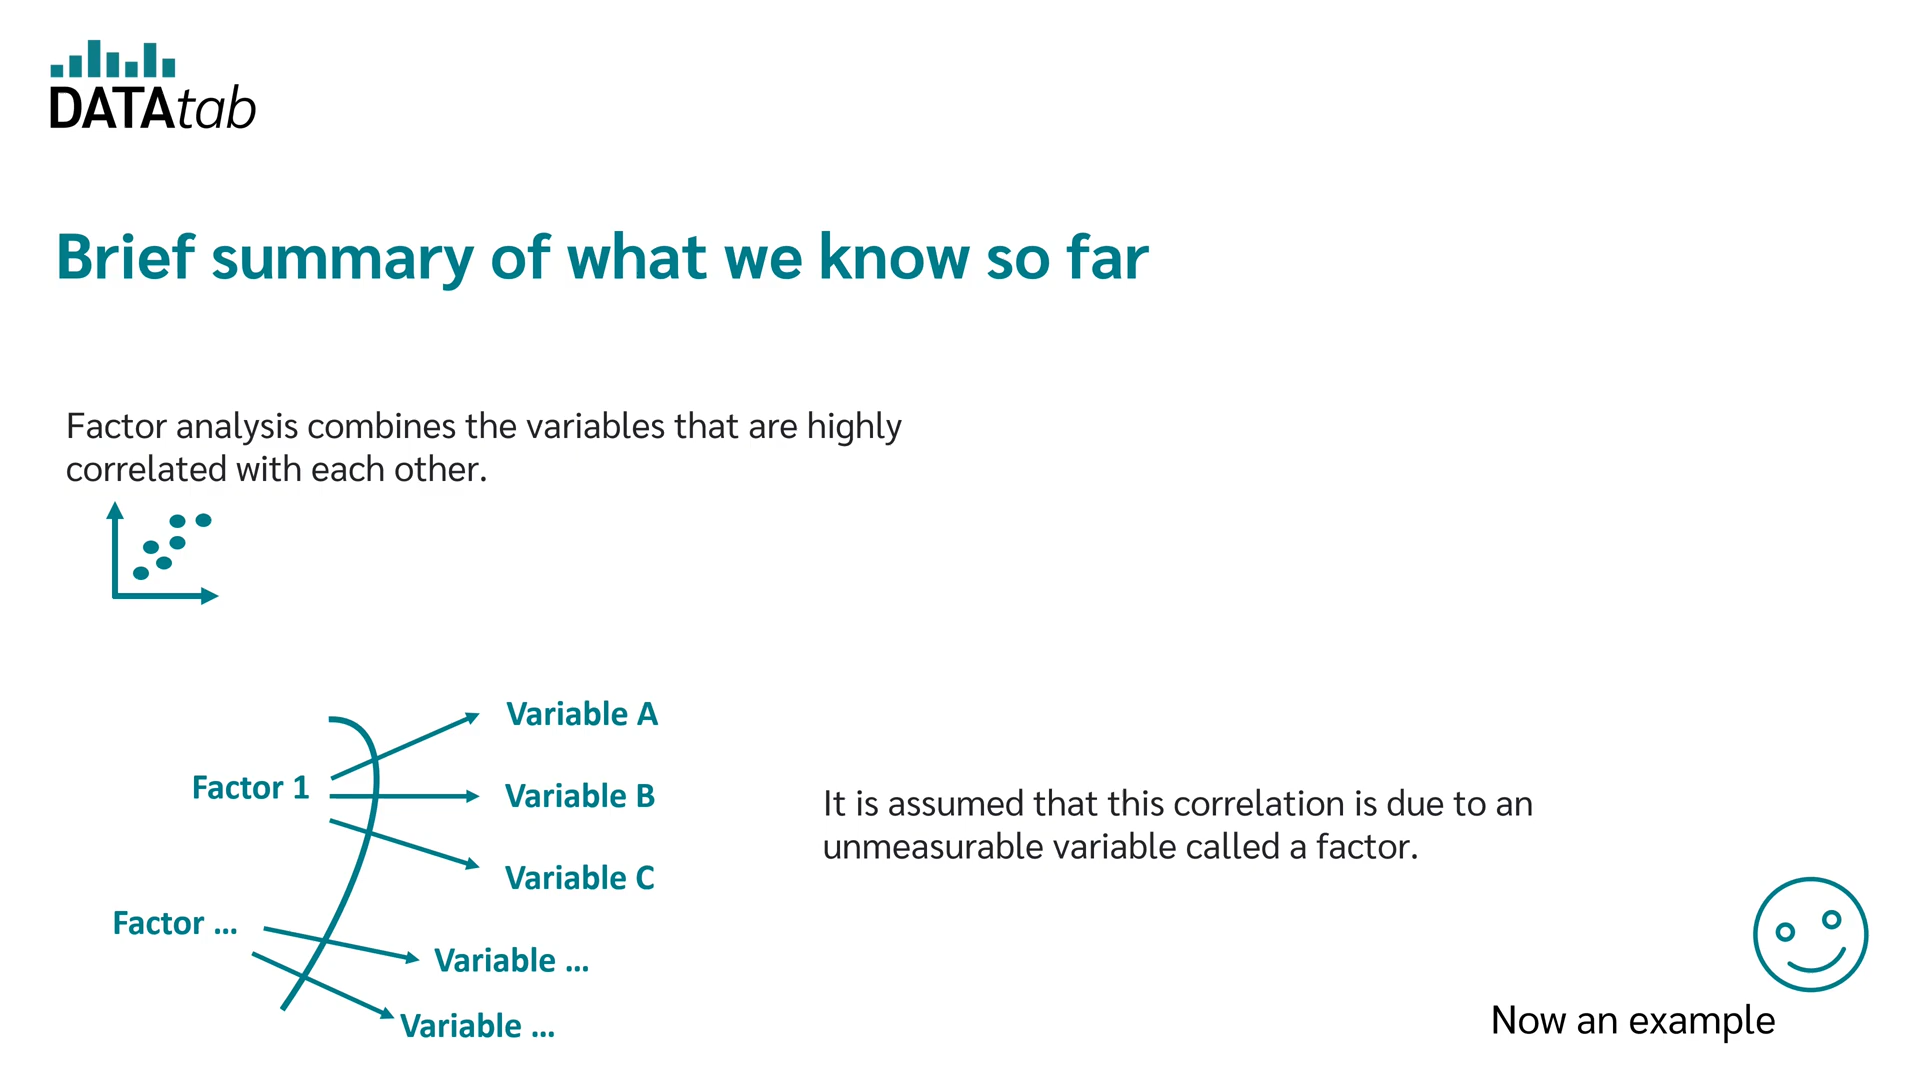 DATAtab
Brief summary of what we know so far
Factor analysis combines the variables that are highly
correlated with each other.
Variable A
Factor 1
Variable B
Variable C
Factor ...
Variable ...
Variable ...
It is assumed that this correlation is due to an
unmeasurable variable called a factor.
Now an example